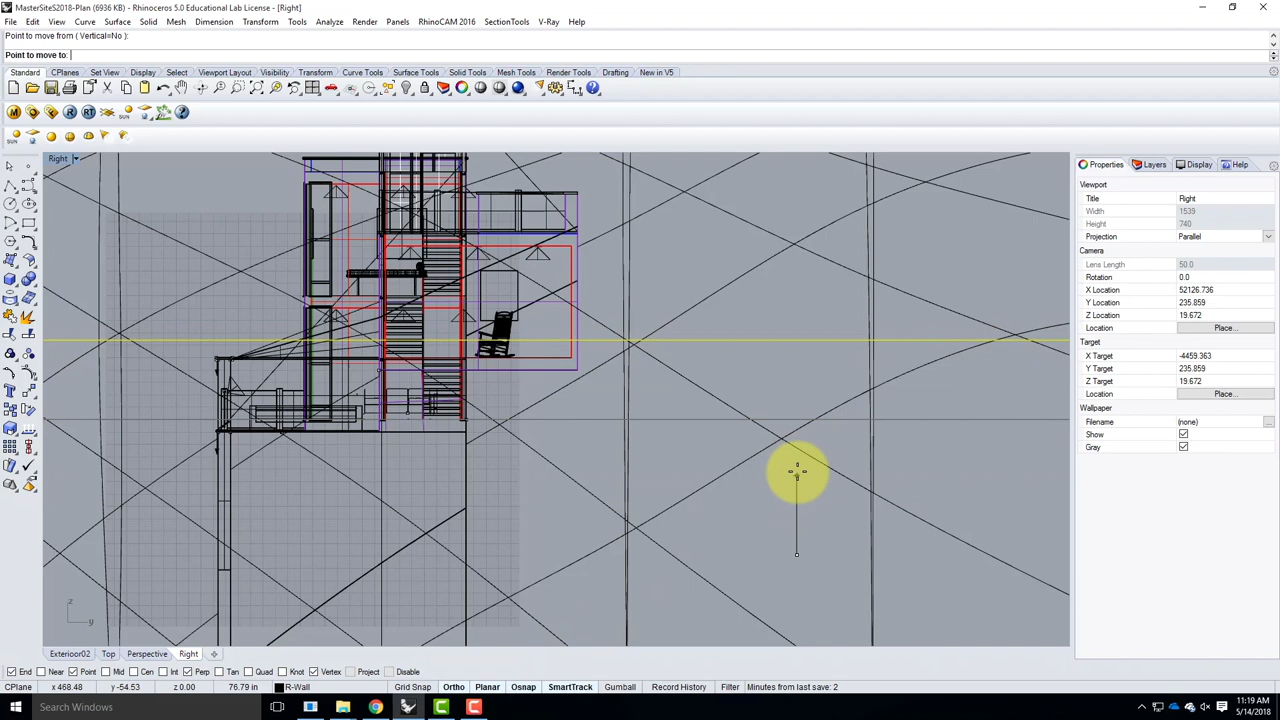 MasterSiteS2018-Plan (6936 KB) - Rhinoceros 5.0 Educational Lab License - [Right]
File Edit View Curve Surface Solid Mesh Dimension Transform Tools Analyze Render Panels RhinoCAM 2016 SectionTools V-Ray Help
Point to move from ( Vertical=No ):
Point to move to:
Standard CPlanes Set View Display Select Viewport Layout Visibility Transform Curve Tools Surface Tools Solid Tools Mesh Tools Render Tools Drafting New in V5
Right
Properties Layers Display Help
Viewport
Title Right
Width 1539
Height 740
Projection Parallel
Camera
Lens Length 50.0
Rotation 0.0
X Location 52126.736
Y Location 235.859
Z Location 19.672
Location Place...
Target
X Target -4459.363
Y Target 235.859
Z Target 19.672
Location Place...
Wallpaper
Filename (none) ...
Show
Gray
z
y
Exterioor02 Top Perspective Right
End Near Point Mid Cen Int Perp Tan Quad Knot Vertex Project Disable
CPlane x 468.48 y -54.53 z 0.00 76.79 in R-Wall Grid Snap Ortho Planar Osnap SmartTrack Gumball Record History Filter Minutes from last save: 2
Search Windows
11:19 AM
5/14/2018